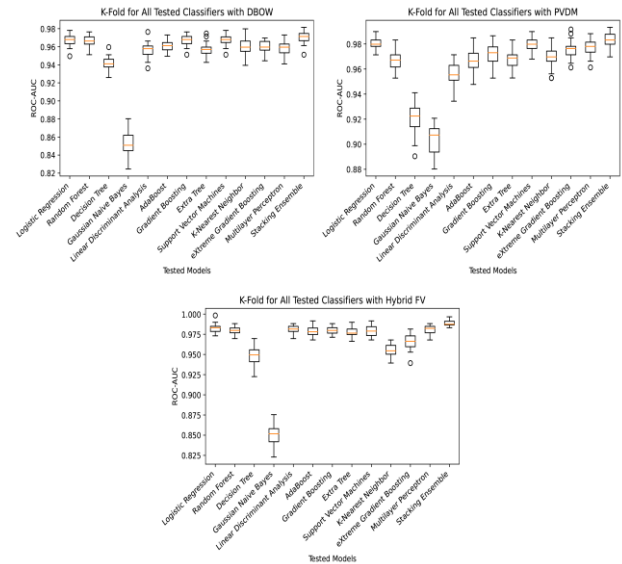 K-Fold for All Tested Classifiers with DBOW
0.98
0.96
0.94
0.92
0.90
0.88
0.86
0.84
0.82
ROC-AUC
Logistic Regression
Random Forest
Decision Tree
Gaussian Naive Bayes
Linear Discriminant Analysis
AdaBoost
Gradient Boosting
Extra Tree
Support Vector Machines
K-Nearest Neighbor
eXtreme Gradient Boosting
Multilayer Perceptron
Stacking Ensemble
Tested Models
K-Fold for All Tested Classifiers with PVDM
0.98
0.96
0.94
0.92
0.90
0.88
ROC-AUC
Logistic Regression
Random Forest
Decision Tree
Gaussian Naive Bayes
Linear Discriminant Analysis
AdaBoost
Gradient Boosting
Extra Tree
Support Vector Machines
K-Nearest Neighbor
eXtreme Gradient Boosting
Multilayer Perceptron
Stacking Ensemble
Tested Models
K-Fold for All Tested Classifiers with Hybrid FV
1.000
0.975
0.950
0.925
0.900
0.875
0.850
0.825
ROC-AUC
Logistic Regression
Random Forest
Decision Tree
Gaussian Naive Bayes
Linear Discriminant Analysis
AdaBoost
Gradient Boosting
Extra Tree
Support Vector Machines
K-Nearest Neighbor
eXtreme Gradient Boosting
Multilayer Perceptron
Stacking Ensemble
Tested Models